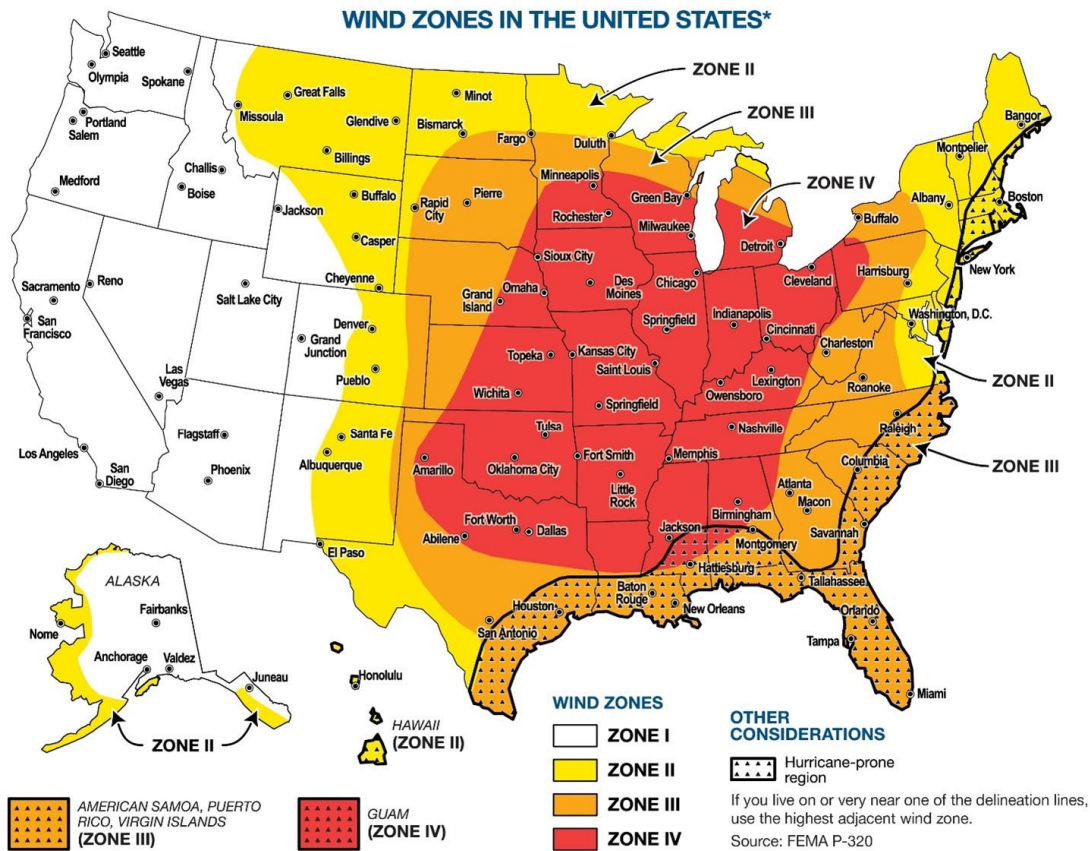 WIND ZONES IN THE UNITED STATES*
Seattle
Olympia
Spokane
Portland
Salem
Medford
Challis
Boise
Missoula
Great Falls
Glendive
Billings
Minot
Bismarck
Fargo
Duluth
ZONE II
ZONE III
ZONE IV
Bangor
Montpelier
Boston
Albany
Buffalo
New York
Jackson
Buffalo
Casper
Cheyenne
Rapid
City
Pierre
Minneapolis
Rochester
Green Bay
Milwaukee
Detroit
Cleveland
Harrisburg
Washington, D.C.
Sacramento
San
Francisco
Reno
Salt Lake City
Grand
Junction
Denver
Pueblo
Sioux City
Omaha
Grand
Island
Des
Moines
Chicago
Springfield
Indianapolis
Cincinnati
Charleston
Roanoke
ZONE II
Las
Vegas
Topeka
Kansas City
Saint Louis
Wichita
Springfield
Owensboro
Lexington
Nashville
Raleigh
ZONE III
Los Angeles
San
Diego
Flagstaff
Phoenix
Santa Fe
Albuquerque
El Paso
Amarillo
Tulsa
Oklahoma City
Fort Smith
Little
Rock
Memphis
Birmingham
Atlanta
Macon
Columbia
Savannah
Abilene
Fort Worth
Dallas
Jackson
Montgomery
Hattiesburg
Tallahassee
Baton
Rouge
New Orleans
Houston
San Antonio
Orlando
Tampa
Miami
ALASKA
Fairbanks
Nome
Anchorage
Valdez
Juneau
ZONE II
Honolulu
HAWAII
(ZONE II)
WIND ZONES
ZONE I
ZONE II
ZONE III
ZONE IV
OTHER
CONSIDERATIONS
Hurricane-prone
region
If you live on or very near one of the delineation lines,
use the highest adjacent wind zone.
Source: FEMA P-320
AMERICAN SAMOA, PUERTO
RICO, VIRGIN ISLANDS
(ZONE III)
GUAM
(ZONE IV)